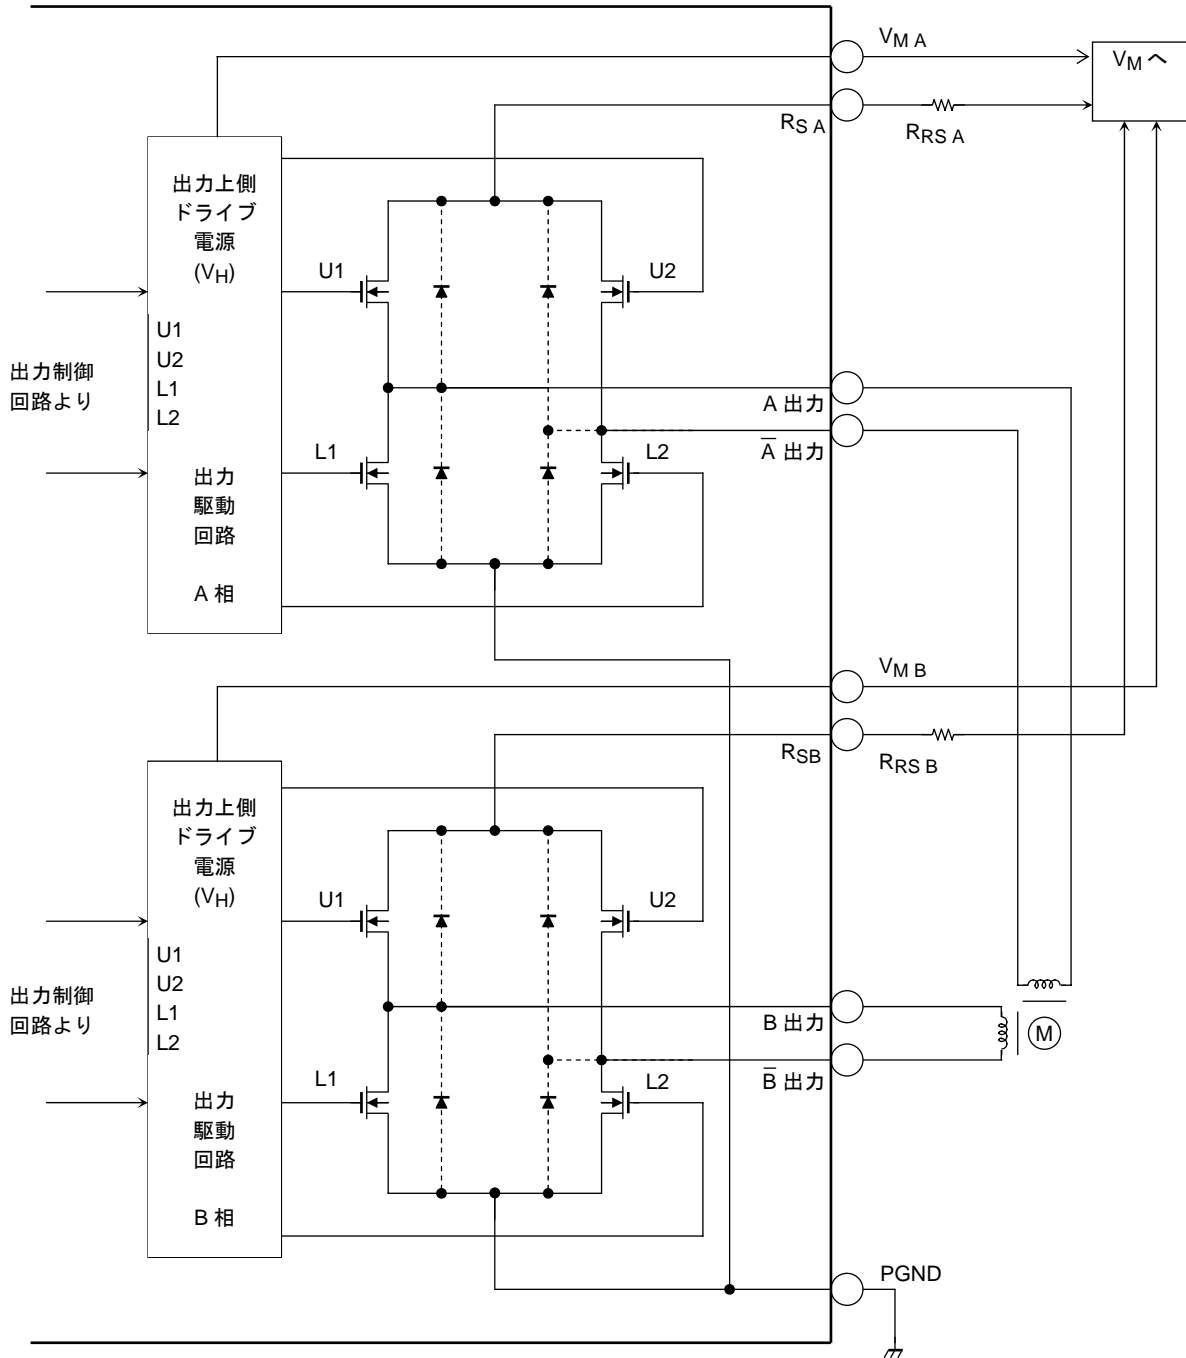 V_M A
V_M へ
R_S A
R_RS A
出力上側
ドライブ
電源
(V_H)
U1
U2
U1
U2
L1
L2
出力制御
回路より
A 出力
A̅ 出力
L1
L2
出力
駆動
回路
A 相
V_M B
R_SB
R_RS B
出力上側
ドライブ
電源
(V_H)
U1
U2
U1
U2
L1
L2
出力制御
回路より
B 出力
B̅ 出力
M
L1
L2
出力
駆動
回路
B 相
PGND